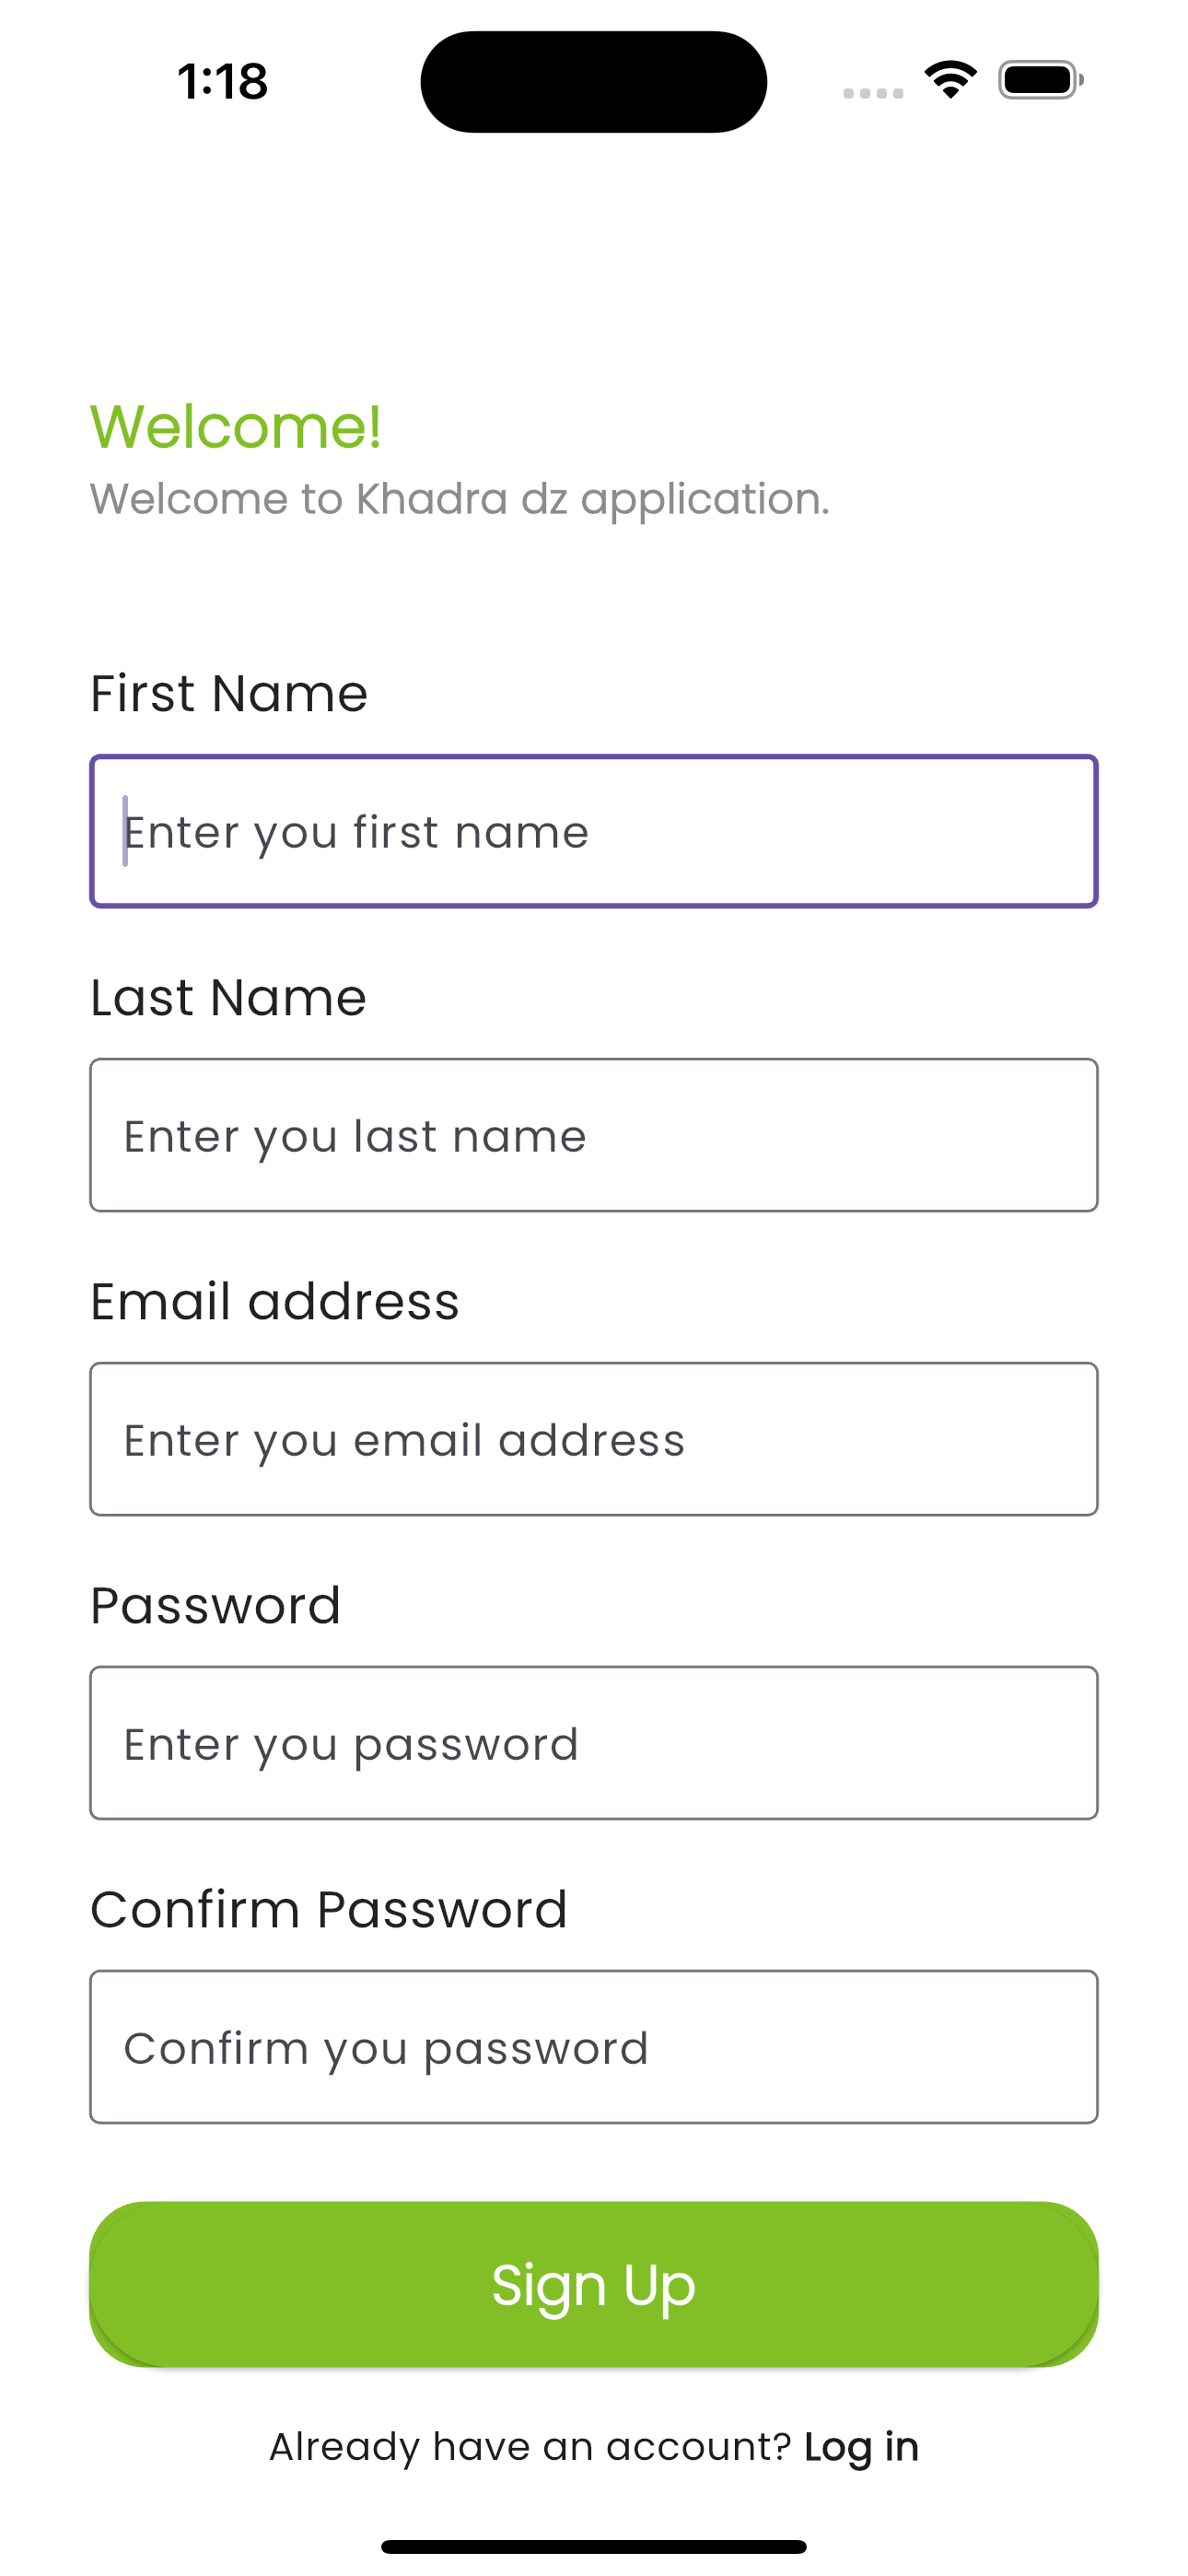 1:18
Welcome!
Welcome to Khadra dz application.
First Name
Enter you first name
Last Name
Enter you last name
Email address
Enter you email address
Password
Enter you password
Confirm Password
Confirm you password
Sign Up
Already have an account? Log in